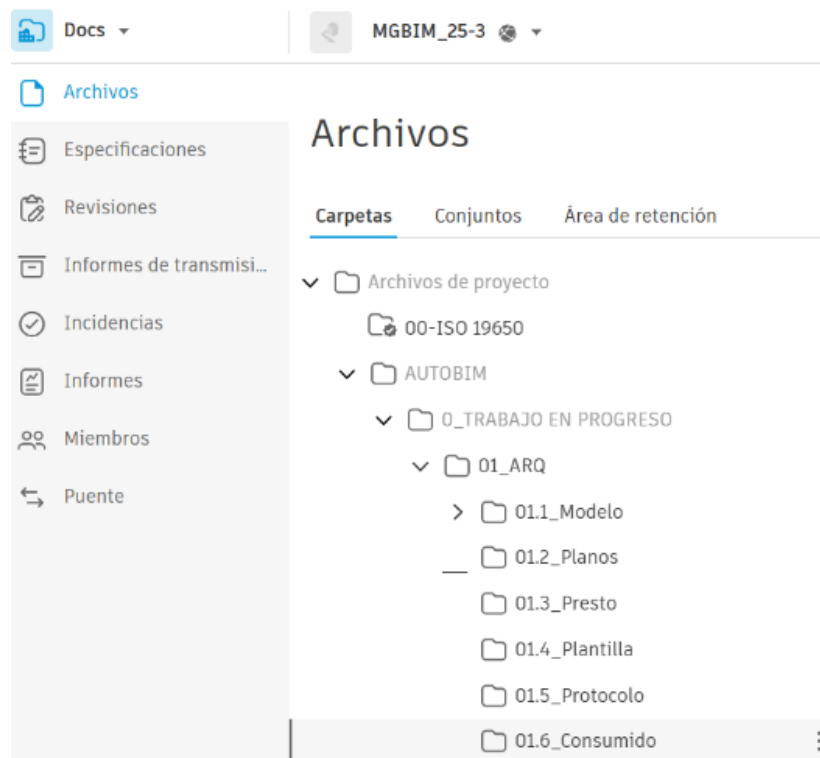 Docs
MGBIM_25-3
Archivos
Especificaciones
Revisiones
Informes de transmisi...
Incidencias
Informes
Miembros
Puente
Archivos
Carpetas Conjuntos Área de retención
Archivos de proyecto
00-ISO 19650
AUTOBIM
0_TRABAJO EN PROGRESO
01_ARQ
01.1_Modelo
01.2_Planos
01.3_Presto
01.4_Plantilla
01.5_Protocolo
01.6_Consumido